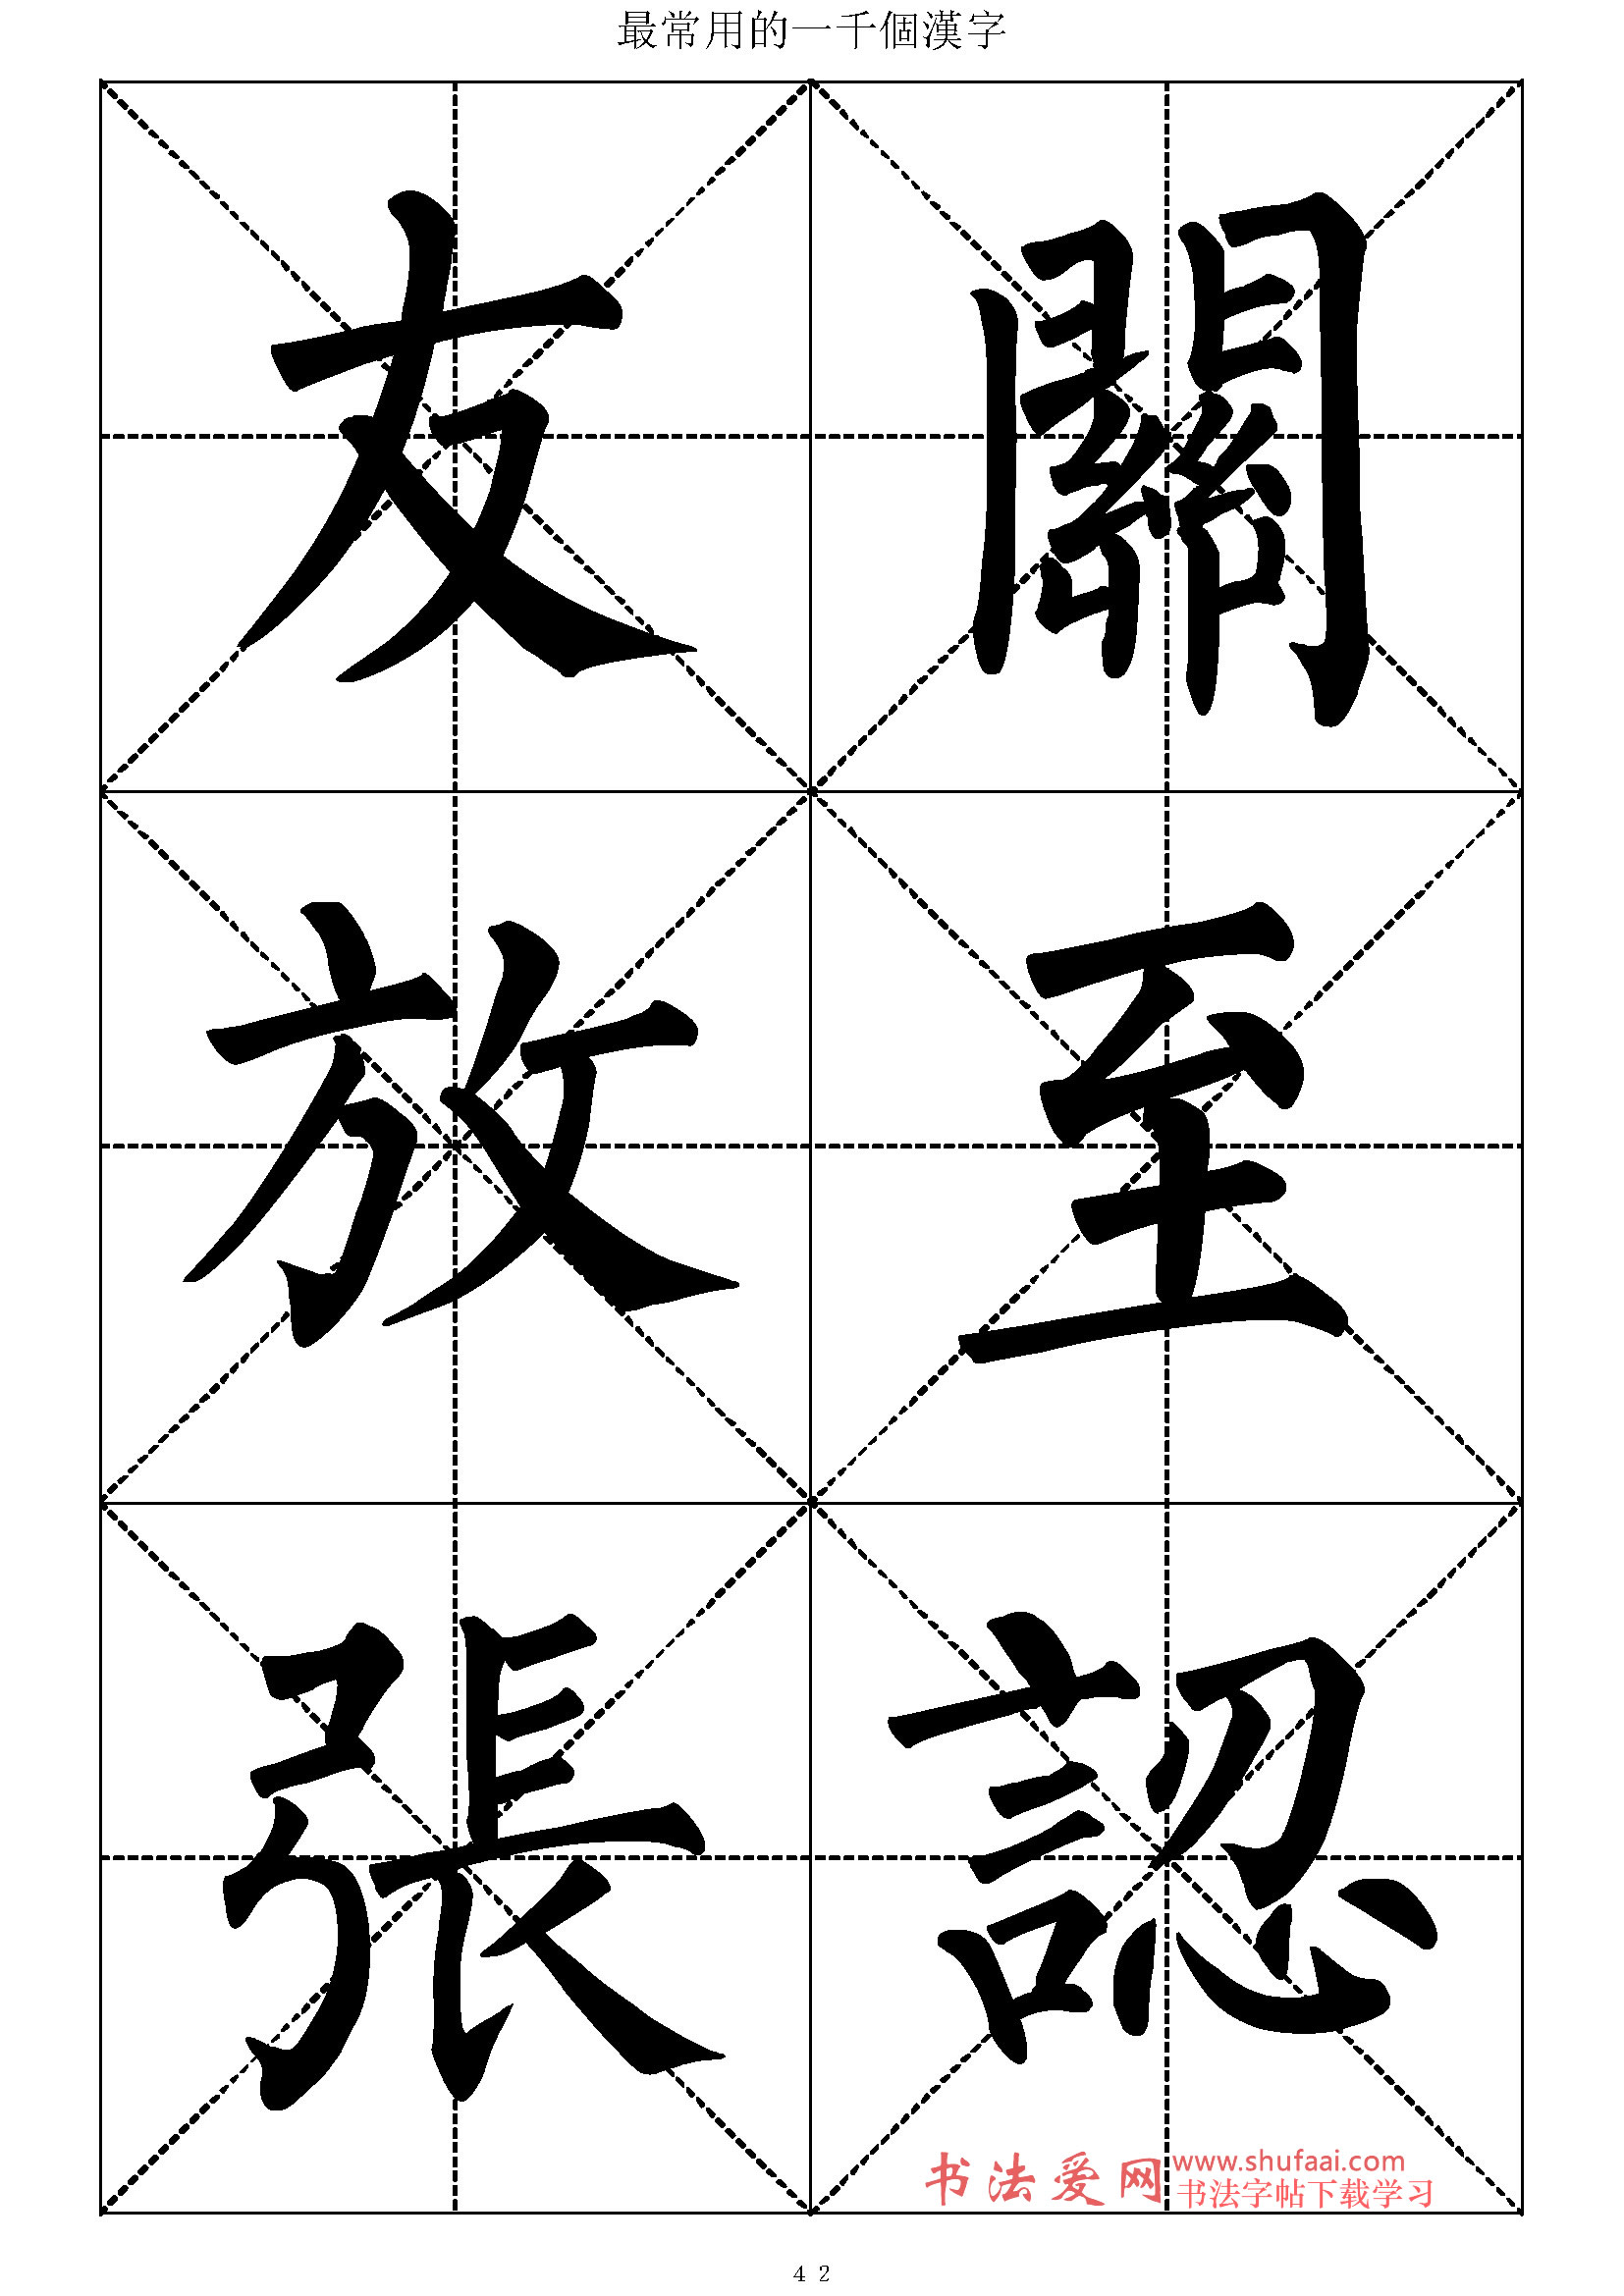 最常用的一千個漢字
友 關
放 至
張 認
书法爱网 www.shufaai.com
书法字帖下载学习
42